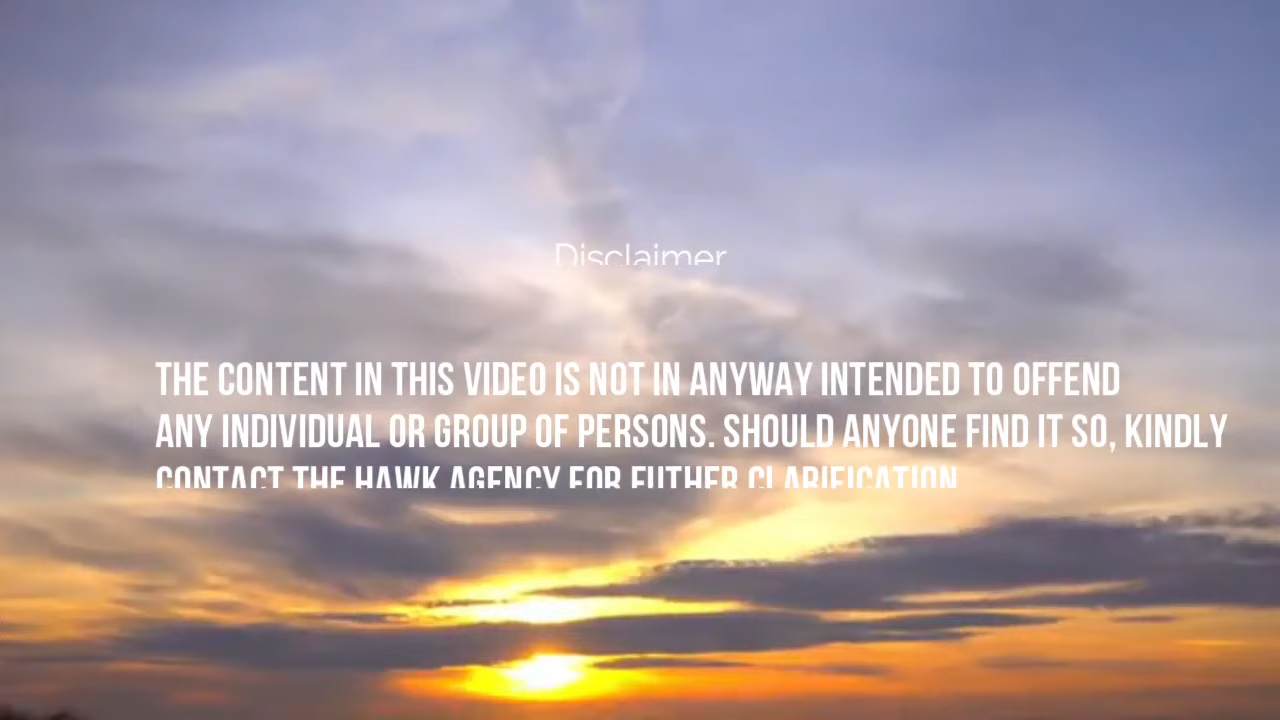 Disclaimer
THE CONTENT IN THIS VIDEO IS NOT IN ANYWAY INTENDED TO OFFEND
ANY INDIVIDUAL OR GROUP OF PERSONS. SHOULD ANYONE FIND IT SO, KINDLY
CONTACT THE HAWK AGENCY FOR FUTHER CLARIFICATION